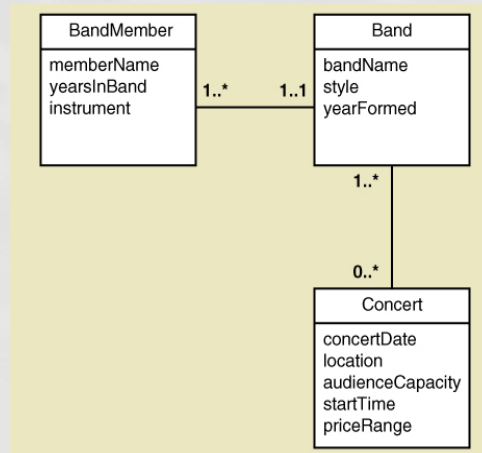 BandMember
memberName
yearsInBand
instrument
1..*
1..1
Band
bandName
style
yearFormed
1..*
0..*
Concert
concertDate
location
audienceCapacity
startTime
priceRange